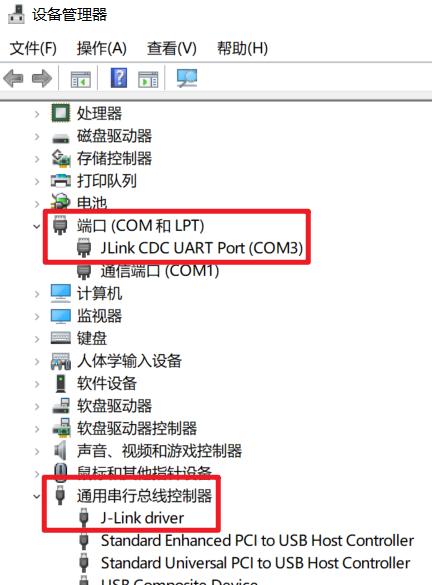 设备管理器
文件(F) 操作(A) 查看(V) 帮助(H)
处理器
磁盘驱动器
存储控制器
打印队列
电池
端口 (COM 和 LPT)
JLink CDC UART Port (COM3)
通信端口 (COM1)
计算机
监视器
键盘
人体学输入设备
软件设备
软盘驱动器
软盘驱动器控制器
声音、视频和游戏控制器
鼠标和其他指针设备
通用串行总线控制器
J-Link driver
Standard Enhanced PCI to USB Host Controller
Standard Universal PCI to USB Host Controller
USB Composite Device